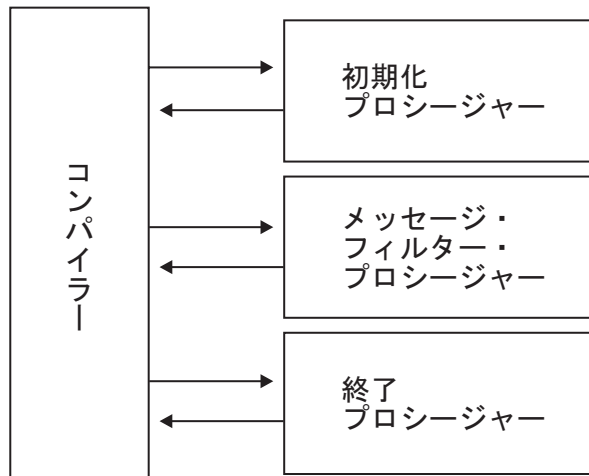 コンパイラー
初期化
プロシージャー
メッセージ・
フィルター・
プロシージャー
終了
プロシージャー